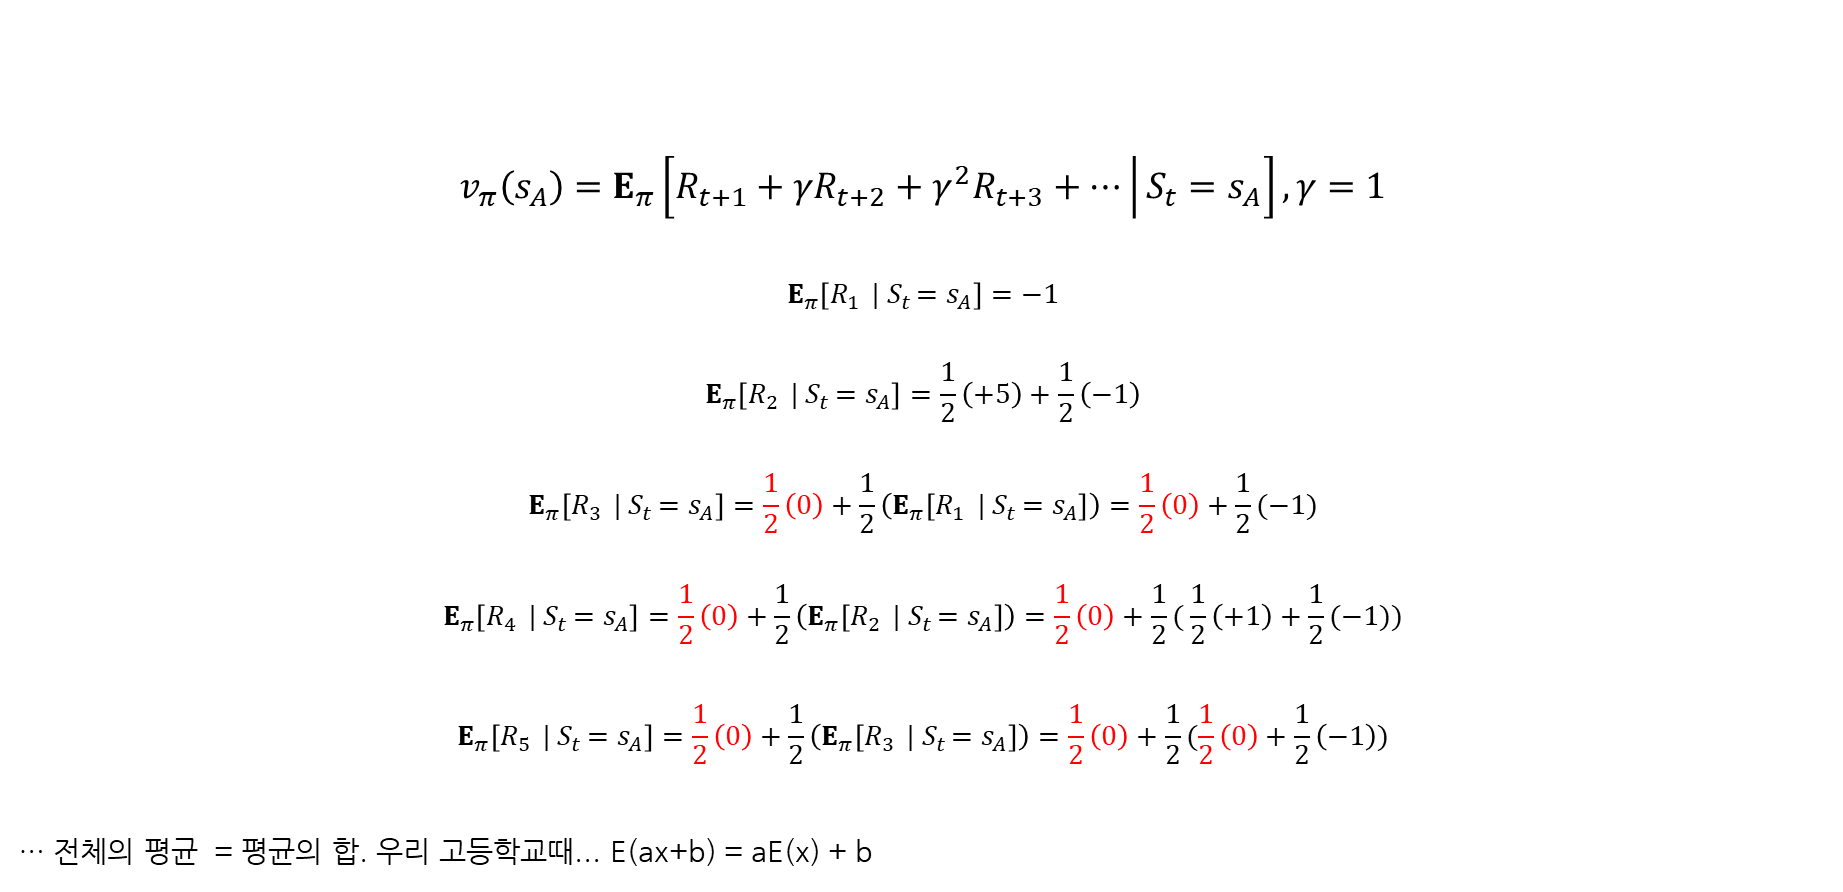 v_π(s_A) = 𝐄_π[R_{t+1} + γR_{t+2} + γ²R_{t+3} + ⋯ | S_t = s_A], γ = 1
𝐄_π[R_1 | S_t = s_A] = −1
𝐄_π[R_2 | S_t = s_A] = 1/2 (+5) + 1/2 (−1)
𝐄_π[R_3 | S_t = s_A] = 1/2 (0) + 1/2 (𝐄_π[R_1 | S_t = s_A]) = 1/2 (0) + 1/2 (−1)
𝐄_π[R_4 | S_t = s_A] = 1/2 (0) + 1/2 (𝐄_π[R_2 | S_t = s_A]) = 1/2 (0) + 1/2 ( 1/2 (+1) + 1/2 (−1))
𝐄_π[R_5 | S_t = s_A] = 1/2 (0) + 1/2 (𝐄_π[R_3 | S_t = s_A]) = 1/2 (0) + 1/2 (1/2 (0) + 1/2 (−1))
… 전체의 평균 = 평균의 합. 우리 고등학교때... E(ax+b) = aE(x) + b